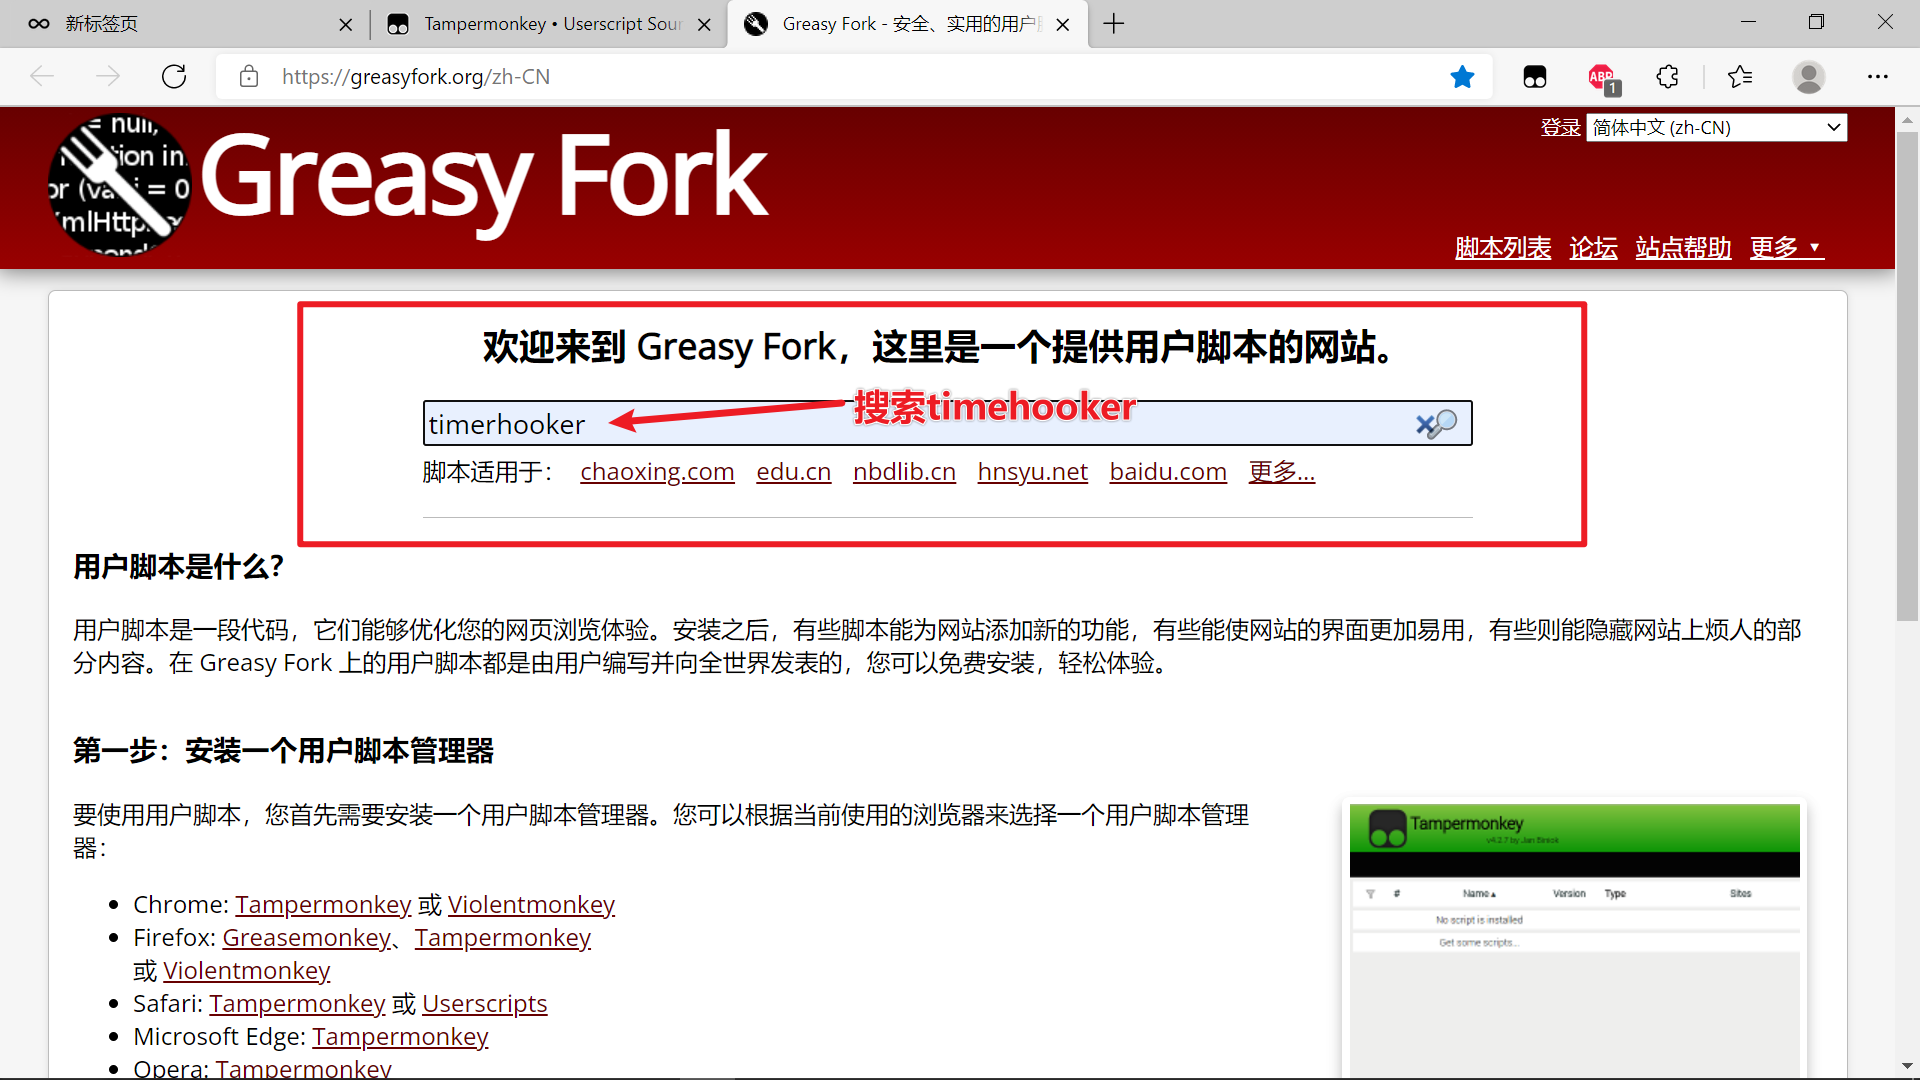 新标签页
Tampermonkey • Userscript Sour
Greasy Fork - 安全、实用的用户
https://greasyfork.org/zh-CN
ABP
1
= null,
tion in
or (va i = 0
mlHttp
Greasy Fork
登录
简体中文 (zh-CN)
脚本列表 论坛 站点帮助 更多 ▼
欢迎来到 Greasy Fork，这里是一个提供用户脚本的网站。
搜索timehooker
timerhooker
脚本适用于： chaoxing.com edu.cn nbdlib.cn hnsyu.net baidu.com 更多…
用户脚本是什么？
用户脚本是一段代码，它们能够优化您的网页浏览体验。安装之后，有些脚本能为网站添加新的功能，有些能使网站的界面更加易用，有些则能隐藏网站上烦人的部
分内容。在 Greasy Fork 上的用户脚本都是由用户编写并向全世界发表的，您可以免费安装，轻松体验。
第一步：安装一个用户脚本管理器
要使用用户脚本，您首先需要安装一个用户脚本管理器。您可以根据当前使用的浏览器来选择一个用户脚本管理
器：
Chrome: Tampermonkey 或 Violentmonkey
Firefox: Greasemonkey、Tampermonkey
或 Violentmonkey
Safari: Tampermonkey 或 Userscripts
Microsoft Edge: Tampermonkey
Opera: Tampermonkey
Tampermonkey
v4.2.7 by Jan Biniok
# Name▲ Version Type Sites
No script is installed
Get some scripts...